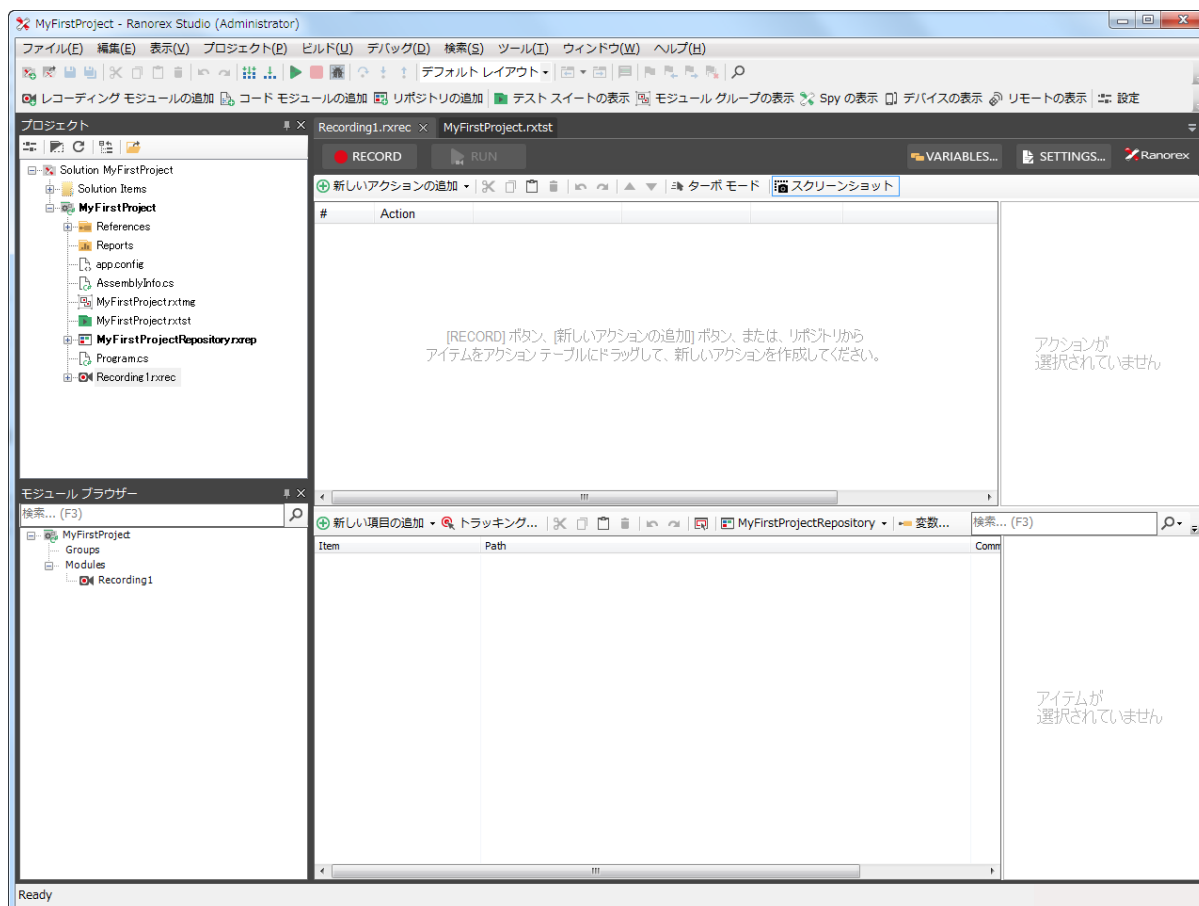 MyFirstProject - Ranorex Studio (Administrator)
ファイル(F) 編集(E) 表示(V) プロジェクト(P) ビルド(U) デバッグ(D) 検索(S) ツール(T) ウィンドウ(W) ヘルプ(H)
デフォルト レイアウト
レコーディング モジュールの追加 コード モジュールの追加 リポジトリの追加 テスト スイートの表示 モジュール グループの表示 Spy の表示 デバイスの表示 リモートの表示 設定
プロジェクト
Solution MyFirstProject
Solution Items
MyFirstProject
References
Reports
app.config
AssemblyInfo.cs
MyFirstProject.rxtmg
MyFirstProject.rxtst
MyFirstProjectRepository.rxrep
Program.cs
Recording1.rxrec
モジュール ブラウザー
検索... (F3)
MyFirstProject
Groups
Modules
Recording1
Recording1.rxrec MyFirstProject.rxtst
RECORD RUN VARIABLES... SETTINGS... Ranorex
新しいアクションの追加 ターボ モード スクリーンショット
# Action
[RECORD] ボタン、[新しいアクションの追加] ボタン、または、リポジトリから
アイテムをアクション テーブルにドラッグして、新しいアクションを作成してください。
アクションが
選択されていません
新しい項目の追加 トラッキング... MyFirstProjectRepository 変数... 検索... (F3)
Item Path Comm
アイテムが
選択されていません
Ready